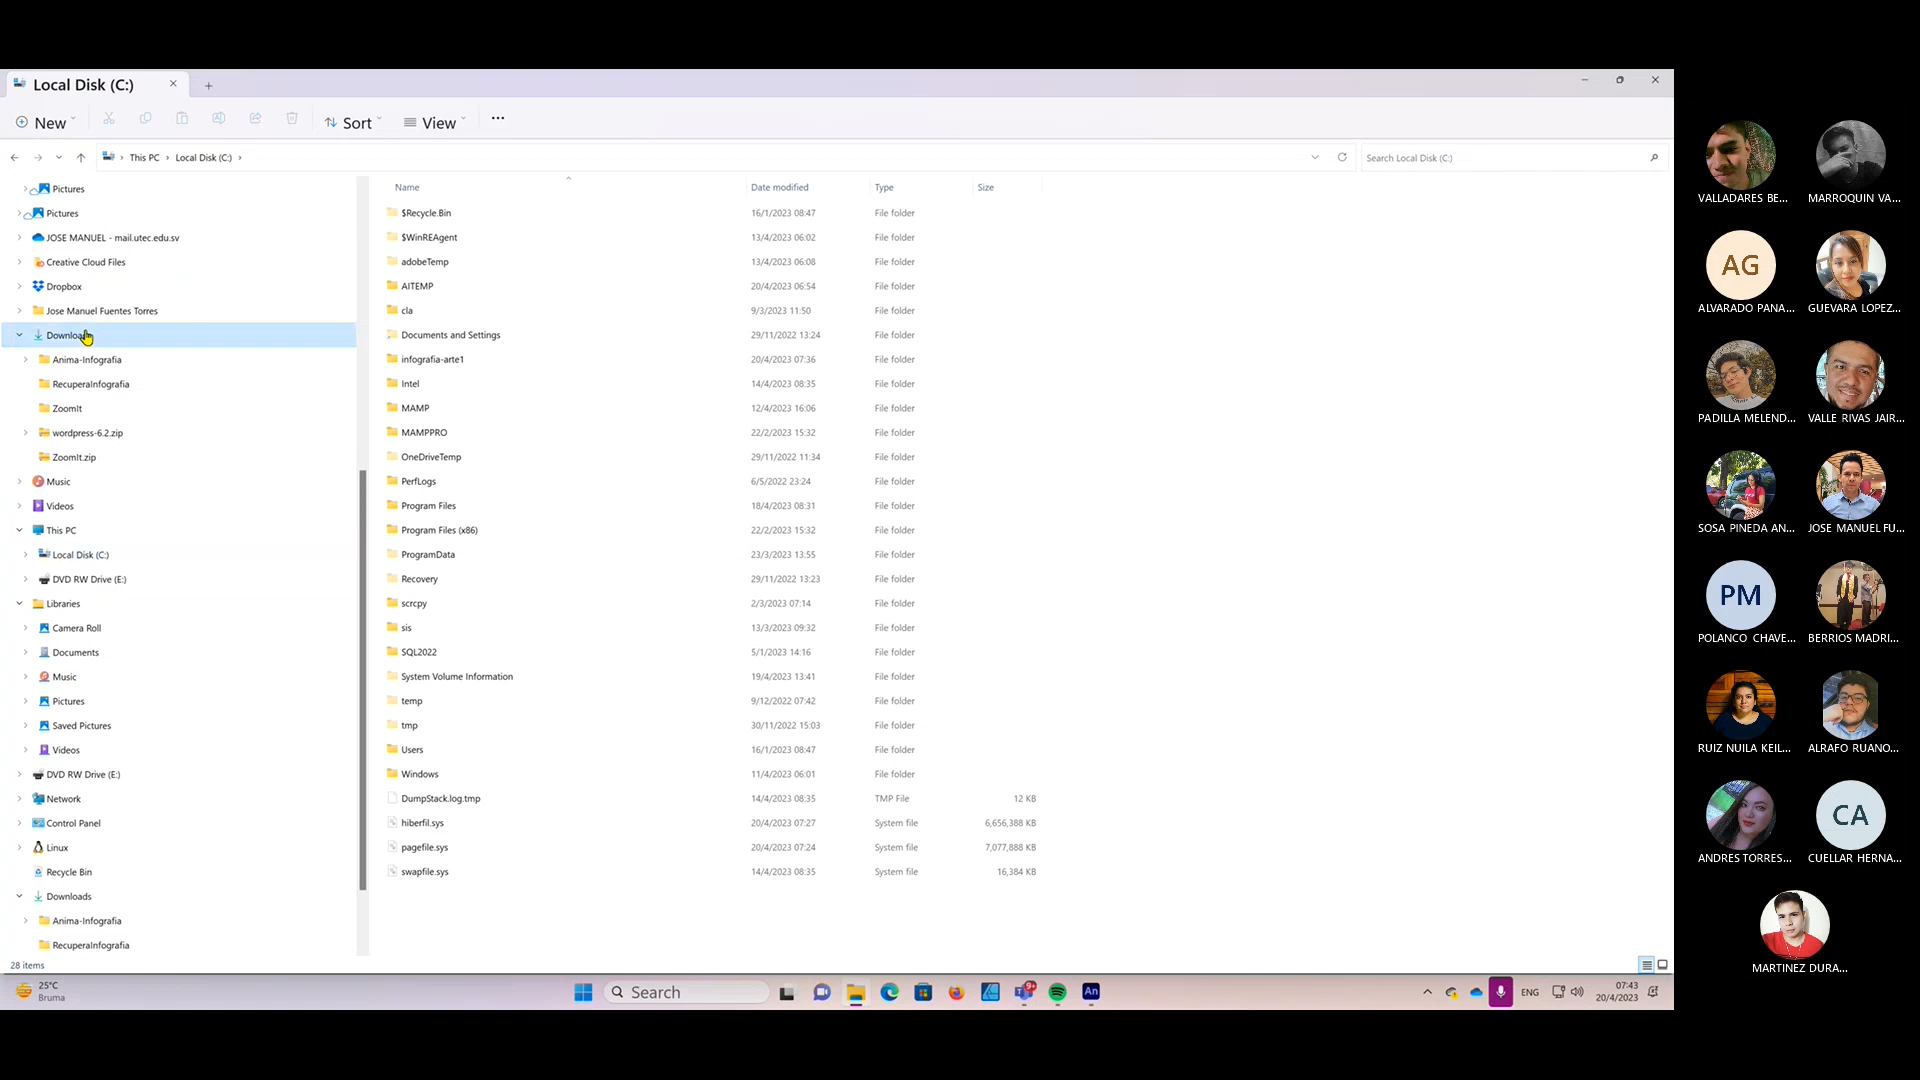 Local Disk (C:)
New
Sort
View
This PC
Local Disk (C:)
Search Local Disk (C:)
Name
Date modified
Type
Size
Pictures
Pictures
JOSE MANUEL - mail.utec.edu.sv
Creative Cloud Files
Dropbox
Jose Manuel Fuentes Torres
Downloads
Anima-Infografia
RecuperaInfografia
ZoomIt
wordpress-6.2.zip
ZoomIt.zip
Music
Videos
This PC
Local Disk (C:)
DVD RW Drive (E:)
Libraries
Camera Roll
Documents
Music
Pictures
Saved Pictures
Videos
DVD RW Drive (E:)
Network
Control Panel
Linux
Recycle Bin
Downloads
Anima-Infografia
RecuperaInfografia
$Recycle.Bin 16/1/2023 08:47 File folder
$WinREAgent 13/4/2023 06:02 File folder
adobeTemp 13/4/2023 06:08 File folder
AITEMP 20/4/2023 06:54 File folder
cla 9/3/2023 11:50 File folder
Documents and Settings 29/11/2022 13:24 File folder
infografia-arte1 20/4/2023 07:36 File folder
Intel 14/4/2023 08:35 File folder
MAMP 12/4/2023 16:06 File folder
MAMPPRO 22/2/2023 15:32 File folder
OneDriveTemp 29/11/2022 11:34 File folder
PerfLogs 6/5/2022 23:24 File folder
Program Files 18/4/2023 08:31 File folder
Program Files (x86) 22/2/2023 15:32 File folder
ProgramData 23/3/2023 13:55 File folder
Recovery 29/11/2022 13:23 File folder
scrcpy 2/3/2023 07:14 File folder
sis 13/3/2023 09:32 File folder
SQL2022 5/1/2023 14:16 File folder
System Volume Information 19/4/2023 13:41 File folder
temp 9/12/2022 07:42 File folder
tmp 30/11/2022 15:03 File folder
Users 16/1/2023 08:47 File folder
Windows 11/4/2023 06:01 File folder
DumpStack.log.tmp 14/4/2023 08:35 TMP File 12 KB
hiberfil.sys 20/4/2023 07:27 System file 6,656,388 KB
pagefile.sys 20/4/2023 07:24 System file 7,077,888 KB
swapfile.sys 14/4/2023 08:35 System file 16,384 KB
28 items
25°C
Bruma
Search
9+
An
ENG
07:43
20/4/2023
VALLADARES BE...
MARROQUIN VA...
AG
ALVARADO PANA...
GUEVARA LOPEZ...
PADILLA MELEND...
VALLE RIVAS JAIR...
SOSA PINEDA AN...
JOSE MANUEL FU...
PM
POLANCO CHAVE...
BERRIOS MADRI...
RUIZ NUILA KEIL...
ALRAFO RUANO...
ANDRES TORRES...
CA
CUELLAR HERNA...
MARTINEZ DURA...